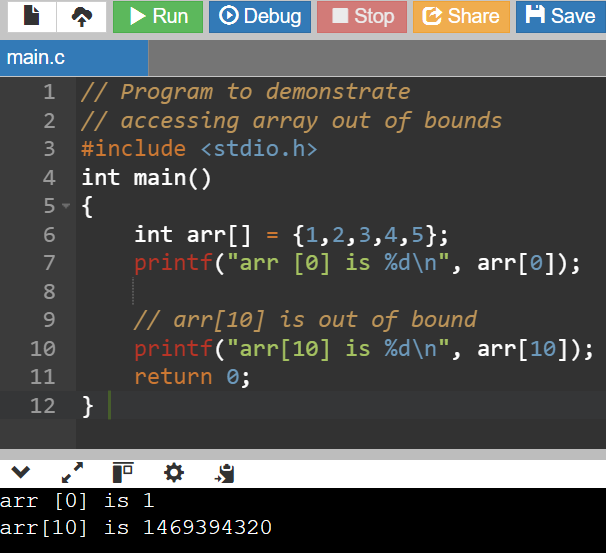 Run Debug Stop Share Save
main.c
1 // Program to demonstrate
2 // accessing array out of bounds
3 #include <stdio.h>
4 int main()
5 {
6     int arr[] = {1,2,3,4,5};
7     printf("arr [0] is %d\n", arr[0]);
8
9     // arr[10] is out of bound
10     printf("arr[10] is %d\n", arr[10]);
11     return 0;
12 }
arr [0] is 1
arr[10] is 1469394320